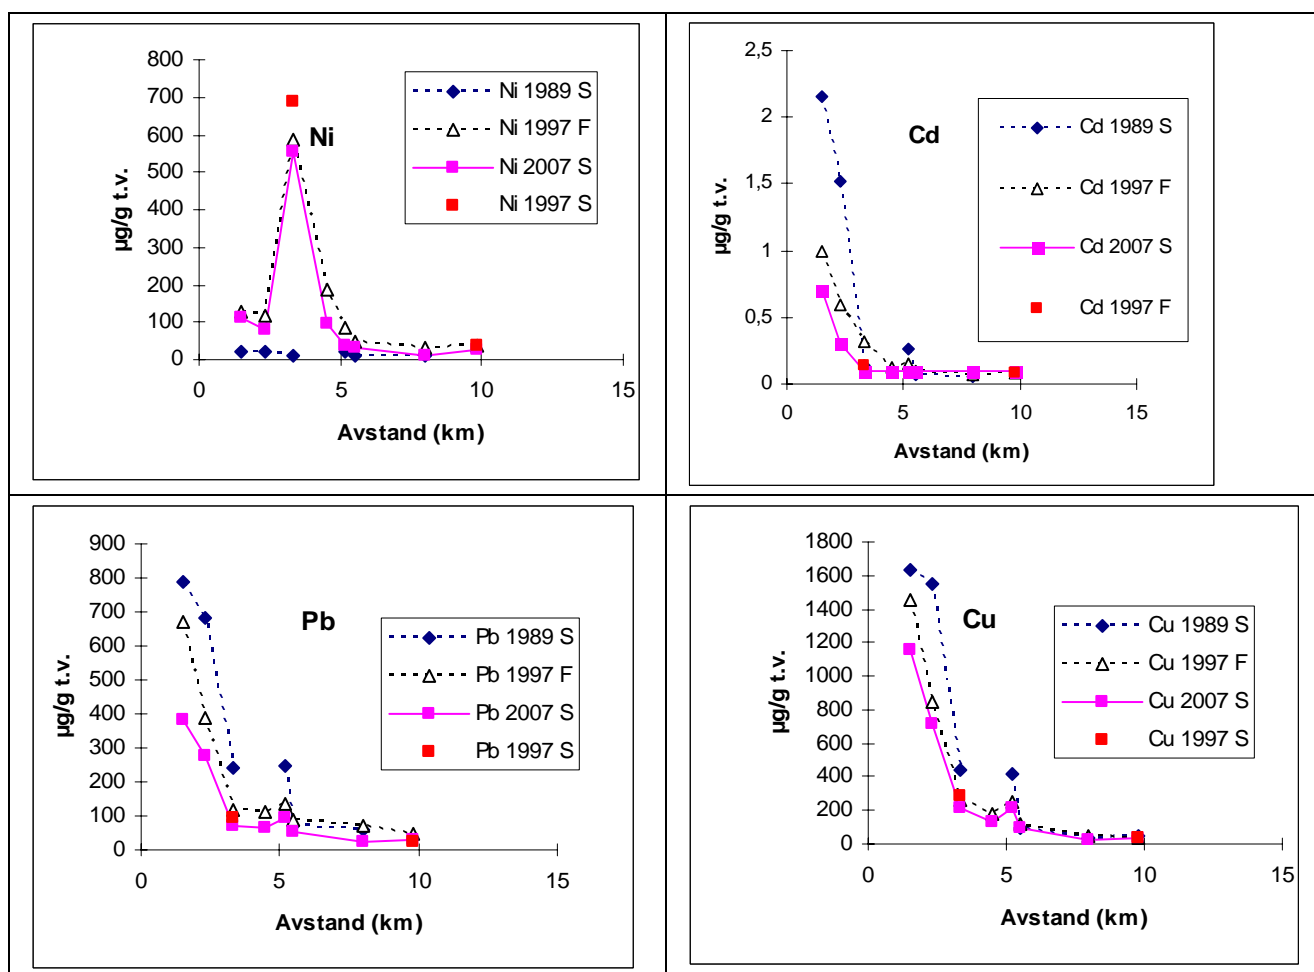 800
700
600
500
400
300
200
100
0
µg/g t.v.
Ni
Ni 1989 S
Ni 1997 F
Ni 2007 S
Ni 1997 S
0 5 10 15
Avstand (km)
2,5
2
1,5
1
0,5
0
µg/g t.v.
Cd
Cd 1989 S
Cd 1997 F
Cd 2007 S
Cd 1997 F
0 5 10 15
Avstand (km)
900
800
700
600
500
400
300
200
100
0
µg/g t.v.
Pb
Pb 1989 S
Pb 1997 F
Pb 2007 S
Pb 1997 S
0 5 10 15
Avstand (km)
1800
1600
1400
1200
1000
800
600
400
200
0
µg/g t.v.
Cu
Cu 1989 S
Cu 1997 F
Cu 2007 S
Cu 1997 S
0 5 10 15
Avstand (km)